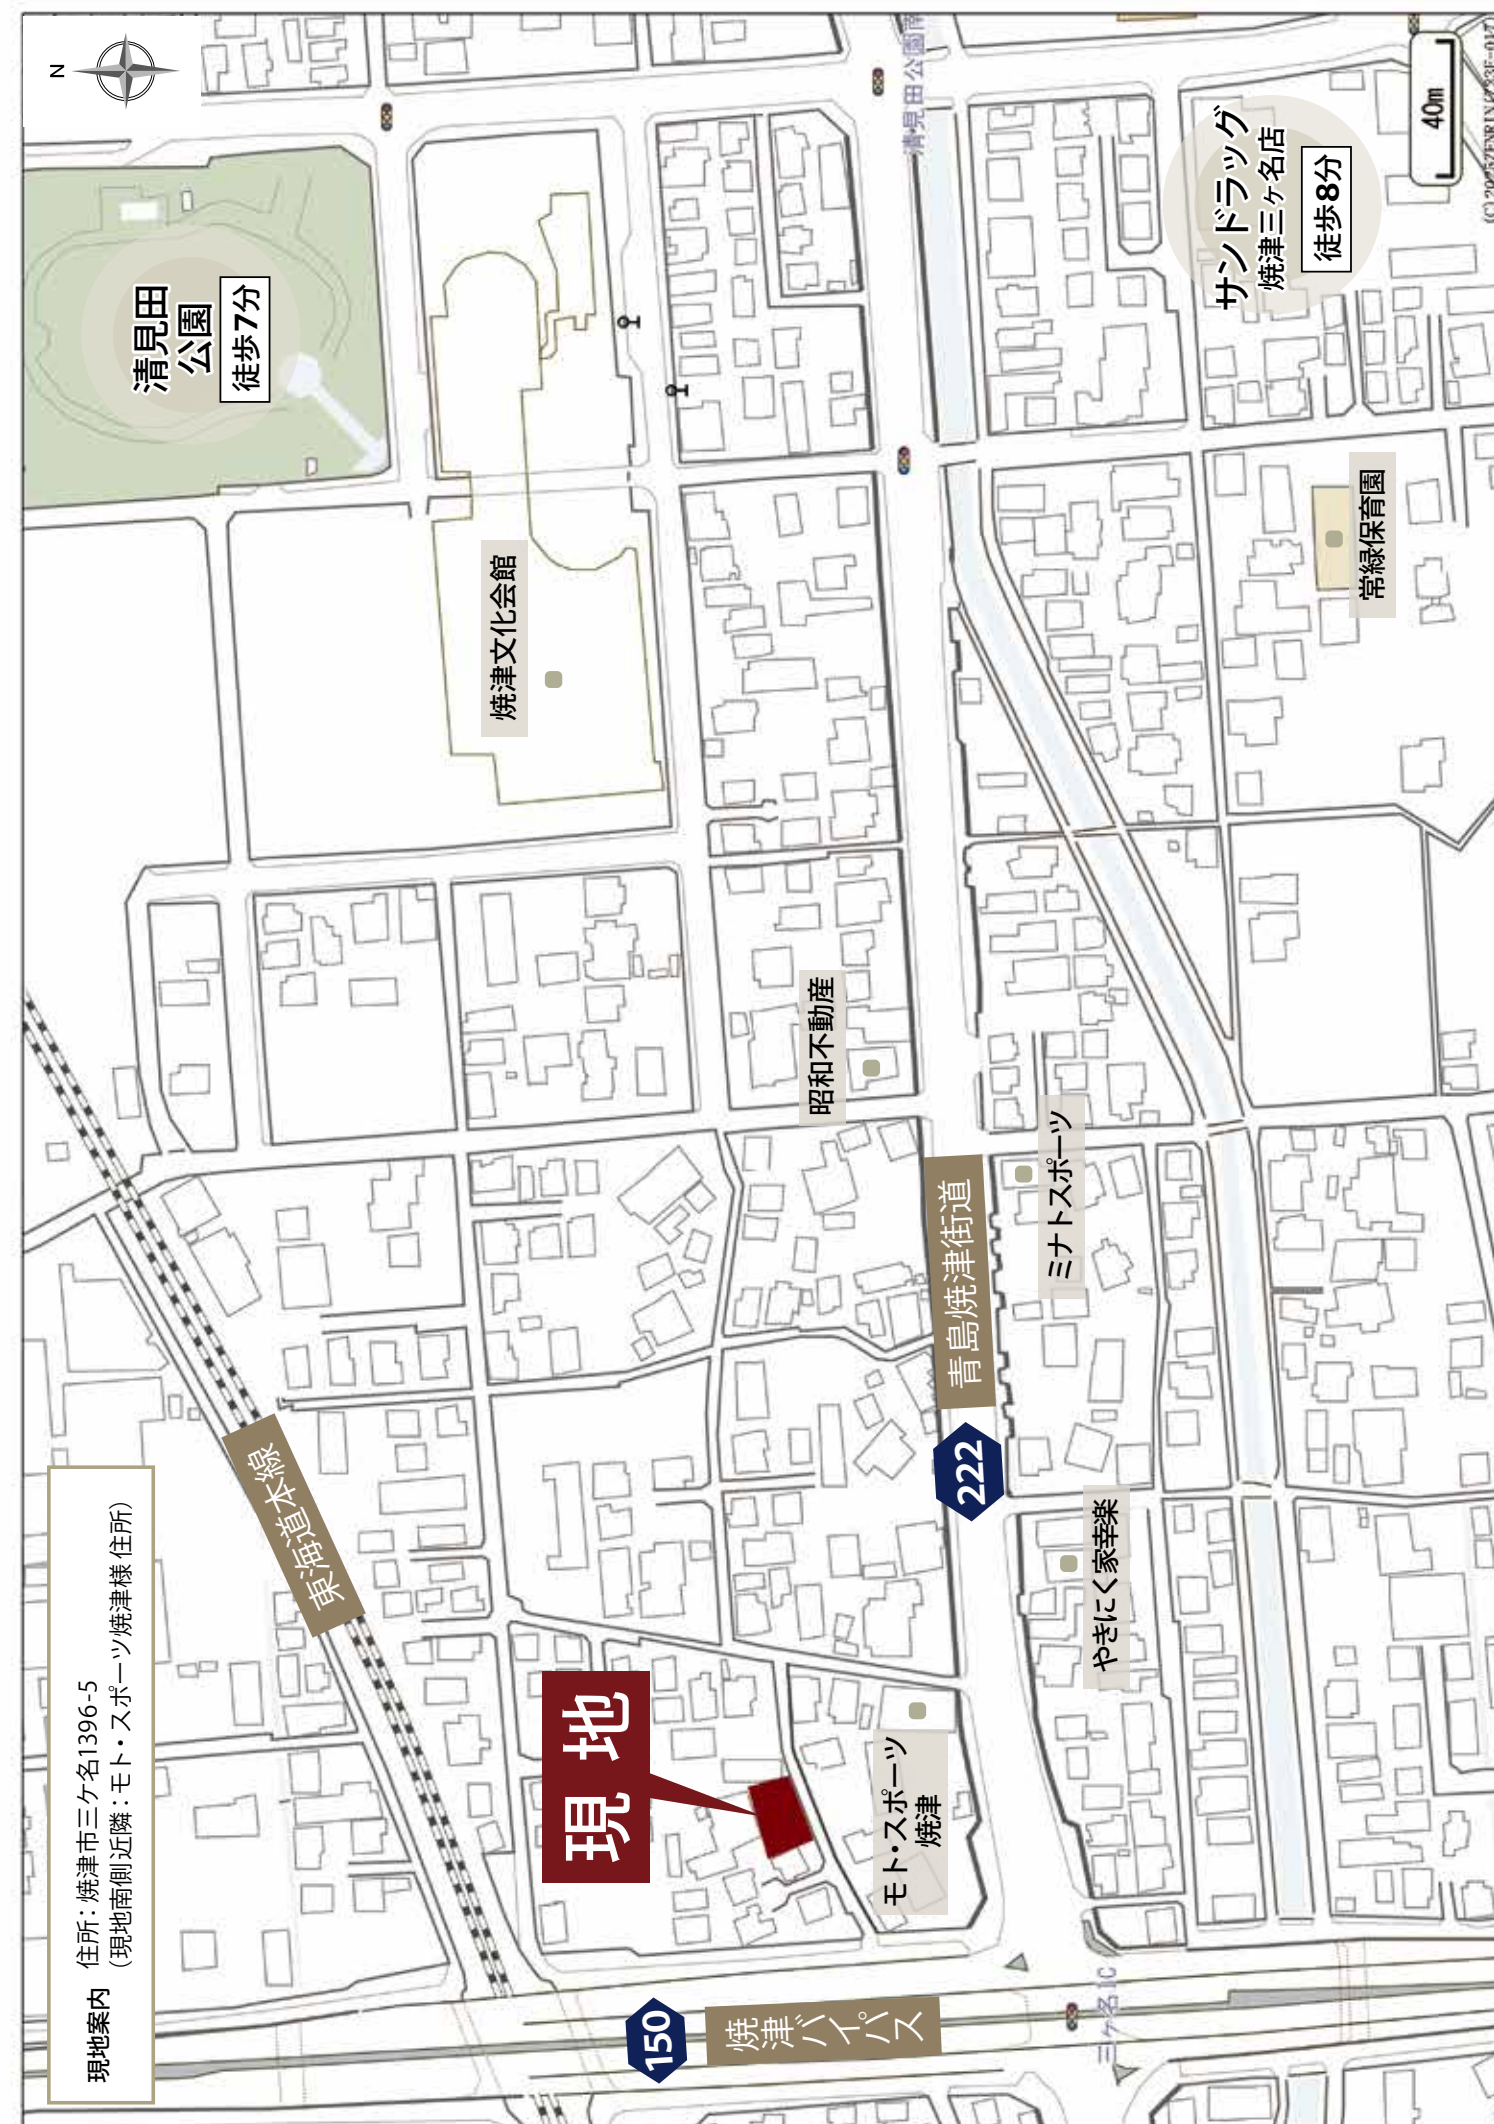 現地案内
住所：焼津市三ケ名1396-5
（現地南側近隣：モト・スポーツ焼津様 住所）
N
清見田
公園
徒歩7分
焼津文化会館
清見田公園南
サンドラッグ
焼津三ヶ名店
徒歩8分
40m
常緑保育園
昭和不動産
ミナトスポーツ
青島焼津街道
222
やきにく家幸楽
東海道本線
現 地
モト・スポーツ
焼津
150
焼津バイパス
三ケ名IC